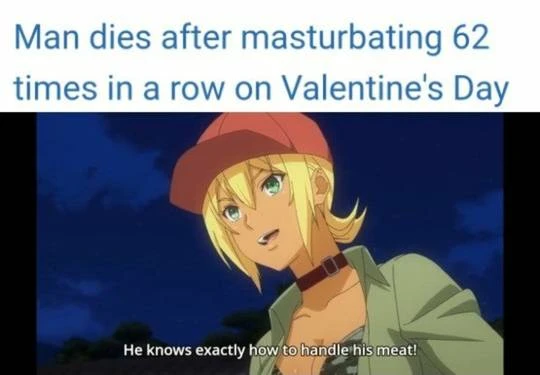 Man dies after masturbating 62
times in a row on Valentine's Day
He knows exactly how to handle his meat!